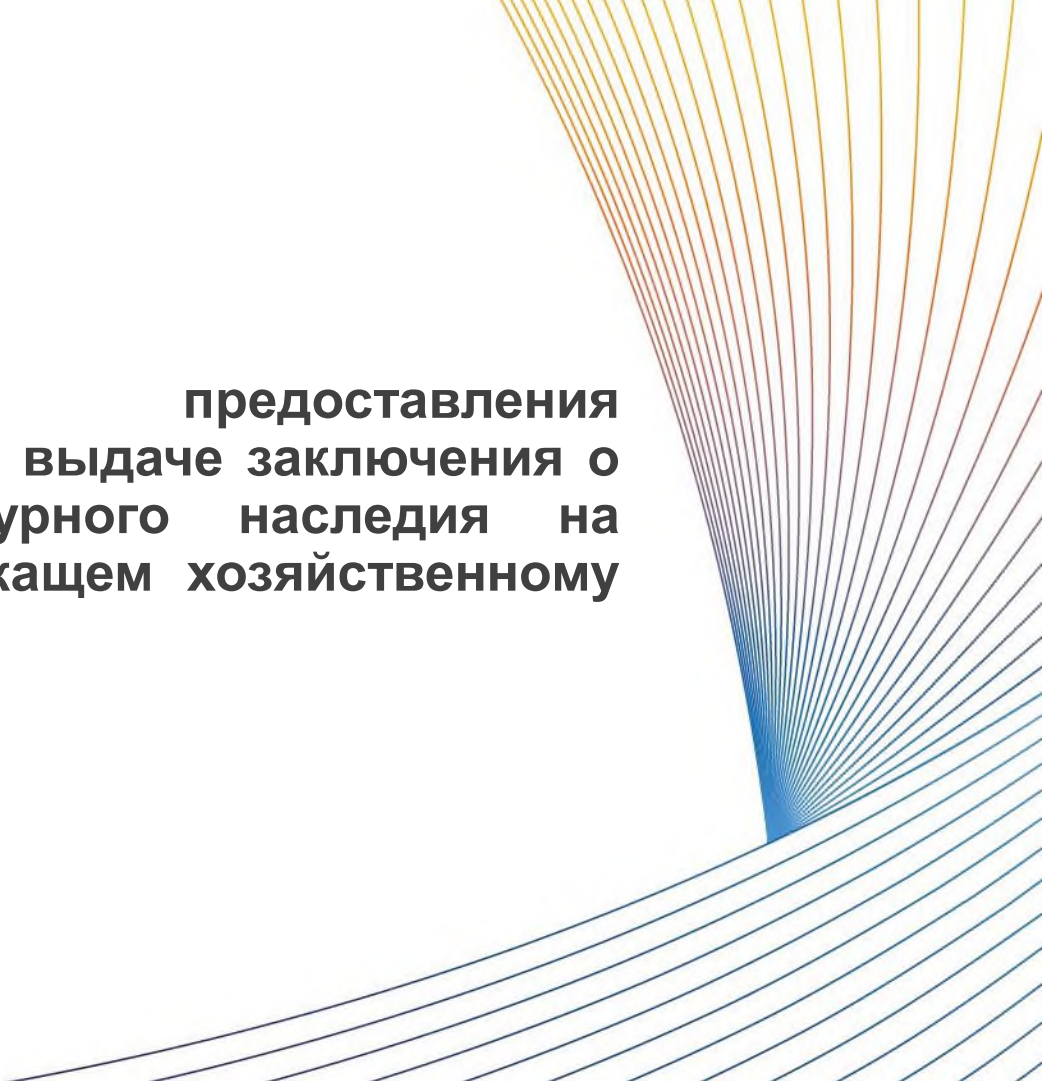 предоставления
выдаче заключения о
урного наследия на
кащем хозяйственному